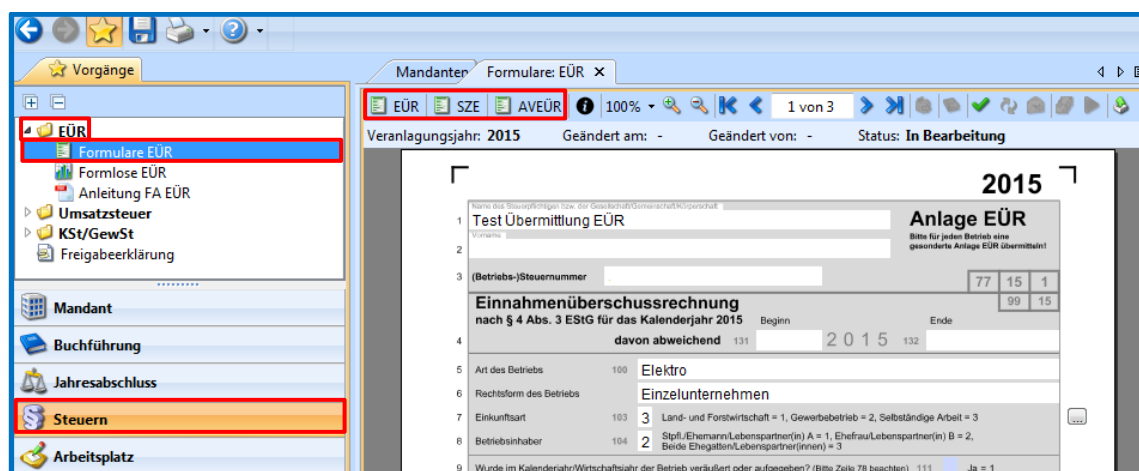 Vorgänge
EÜR
Formulare EÜR
Formlose EÜR
Anleitung FA EÜR
Umsatzsteuer
KSt/GewSt
Freigabeerklärung
Mandant
Buchführung
Jahresabschluss
Steuern
Arbeitsplatz
Mandanten Formulare: EÜR
EÜR SZE AVEÜR 100% 1 von 3
Veranlagungsjahr: 2015 Geändert am: - Geändert von: - Status: In Bearbeitung
2015
Name des Steuerpflichtigen bzw. der Gesellschaft/Gemeinschaft/Körperschaft
1 Test Übermittlung EÜR Anlage EÜR
Vorname Bitte für jeden Betrieb eine
2 gesonderte Anlage EÜR übermitteln!
3 (Betriebs-)Steuernummer
77 15 1
Einnahmenüberschussrechnung 99 15
nach § 4 Abs. 3 EStG für das Kalenderjahr 2015 Beginn Ende
4 davon abweichend 131 2015 132
5 Art des Betriebs 100 Elektro
6 Rechtsform des Betriebs Einzelunternehmen
7 Einkunftsart 103 3 Land- und Forstwirtschaft = 1, Gewerbebetrieb = 2, Selbständige Arbeit = 3 ...
8 Betriebsinhaber 104 2 Stpfl./Ehemann/Lebenspartner(in) A = 1, Ehefrau/Lebenspartner(in) B = 2,
Beide Ehegatten/Lebenspartner(innen) = 3
9 Wurde im Kalenderjahr/Wirtschaftsjahr der Betrieb veräußert oder aufgegeben? (Bitte Zeile 78 beachten) 111 Ja = 1